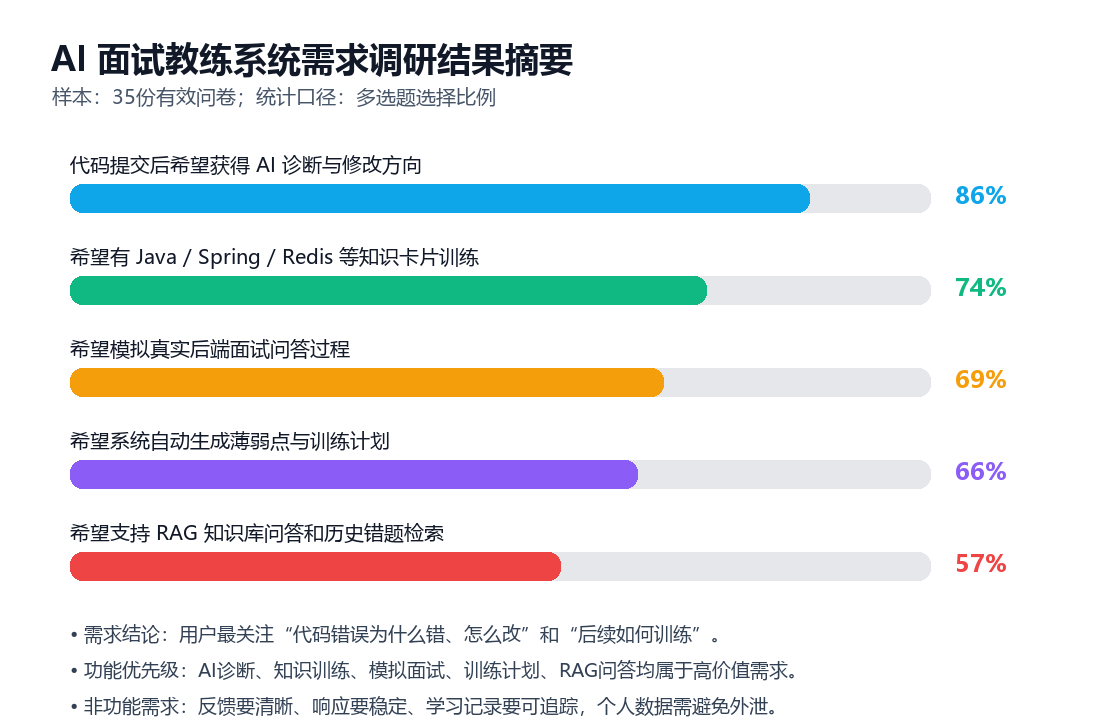 AI 面试教练系统需求调研结果摘要
样本：35份有效问卷；统计口径：多选题选择比例
代码提交后希望获得 AI 诊断与修改方向
86%
希望有 Java / Spring / Redis 等知识卡片训练
74%
希望模拟真实后端面试问答过程
69%
希望系统自动生成薄弱点与训练计划
66%
希望支持 RAG 知识库问答和历史错题检索
57%
• 需求结论：用户最关注“代码错误为什么错、怎么改”和“后续如何训练”。
• 功能优先级：AI诊断、知识训练、模拟面试、训练计划、RAG问答均属于高价值需求。
• 非功能需求：反馈要清晰、响应要稳定、学习记录要可追踪，个人数据需避免外泄。